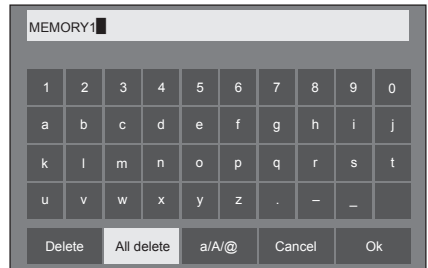 MEMORY1
1 2 3 4 5 6 7 8 9 0
a b c d e f g h i j
k l m n o p q r s t
u v w x y z . – _
Delete All delete a/A/@ Cancel Ok